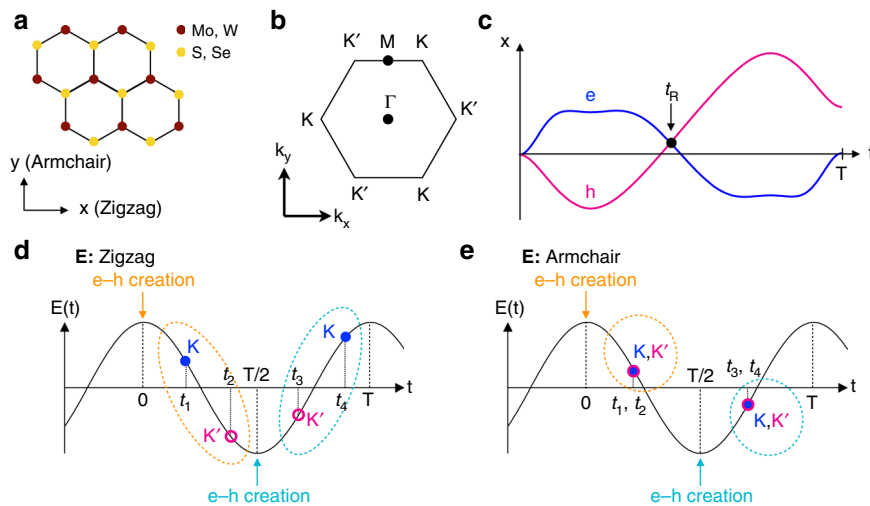 a
Mo, W
S, Se
y (Armchair)
x (Zigzag)
b
K′ M K
Γ
K K′
K′ K
k_y
k_x
c
x
e
t_R
h
t
T
d
E: Zigzag
e–h creation
E(t)
K
K
t_2 T/2 t_3
0 t_1 t_4 T t
K′
K′
e–h creation
e
E: Armchair
e–h creation
E(t)
K,K′
T/2 t_3, t_4
0 t_1, t_2 T t
K,K′
e–h creation